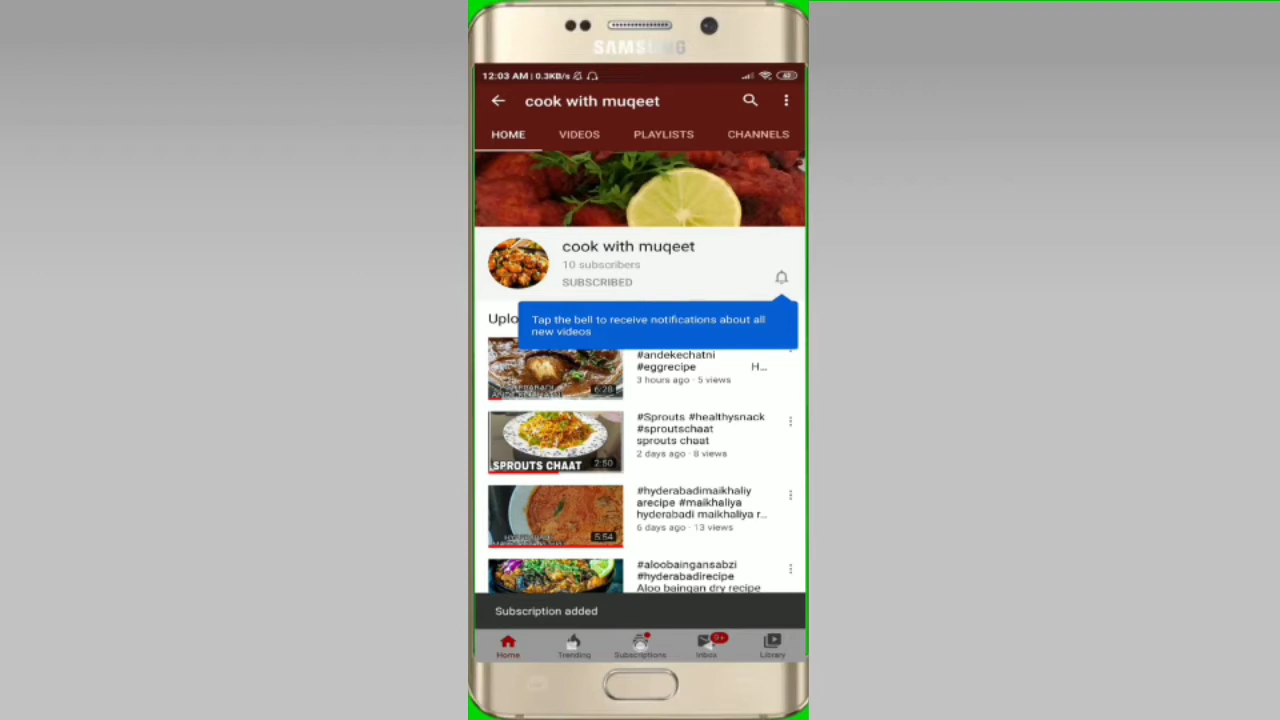 SAMSUNG
12:03 AM | 0.3KB/s
42
cook with muqeet
HOME VIDEOS PLAYLISTS CHANNELS
cook with muqeet
10 subscribers
SUBSCRIBED
Uplo
Tap the bell to receive notifications about all
new videos
#andekechatni
#eggrecipe H...
3 hours ago · 5 views
6:28
#Sprouts #healthysnack
#sproutschaat
sprouts chaat
2 days ago · 8 views
SPROUTS CHAAT 2:50
#hyderabadimaikhaliy
arecipe #maikhaliya
hyderabadi maikhaliya r...
6 days ago · 13 views
5:54
#aloobaingansabzi
#hyderabadirecipe
Aloo baingan dry recipe
Subscription added
9+
Home Trending Subscriptions Inbox Library